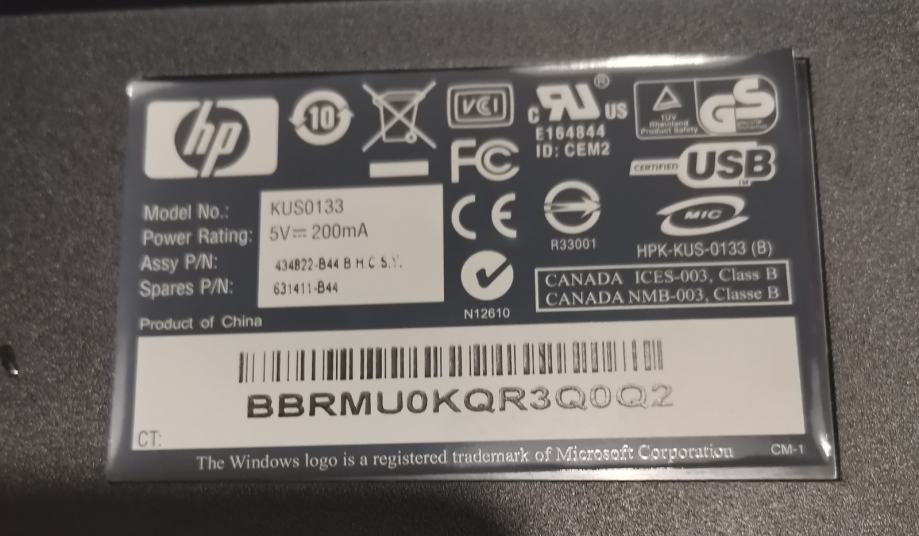 hp
10
VCI
c RU ® US
E164844
ID: CEM2
TÜV
Rheinland
Product Safety
GS
FC
CERTIFIED USB
TM
CE
R33001
MIC
HPK-KUS-0133 (B)
N12610
CANADA ICES-003, Class B
CANADA NMB-003, Classe B
Model No.: KUS0133
Power Rating: 5V⎓ 200mA
Assy P/N: 434822-B44 B H C S.Y.
Spares P/N: 631411-B44
Product of China
BBRMU0KQR3Q0Q2
CT:
The Windows logo is a registered trademark of Microsoft Corporation
CM-1